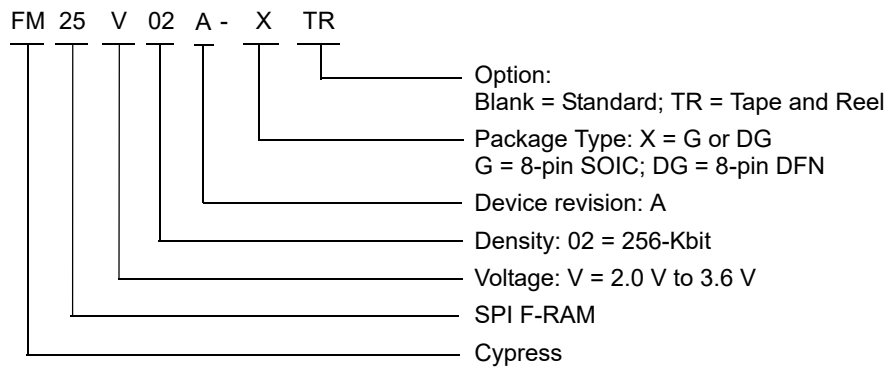 FM 25 V 02 A - X TR
Option:
Blank = Standard; TR = Tape and Reel
Package Type: X = G or DG
G = 8-pin SOIC; DG = 8-pin DFN
Device revision: A
Density: 02 = 256-Kbit
Voltage: V = 2.0 V to 3.6 V
SPI F-RAM
Cypress